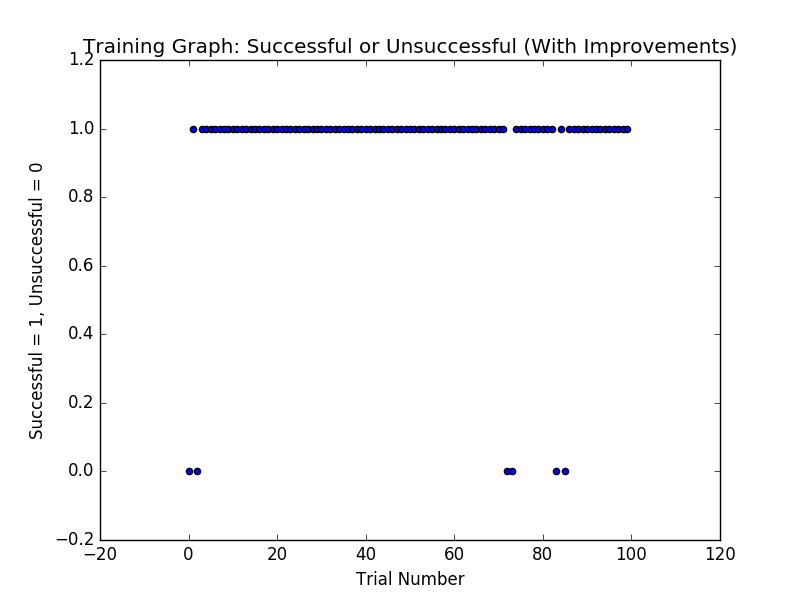 Training Graph: Successful or Unsuccessful (With Improvements)
1.2
1.0
0.8
0.6
0.4
0.2
0.0
−0.2
Successful = 1, Unsuccessful = 0
−20 0 20 40 60 80 100 120
Trial Number